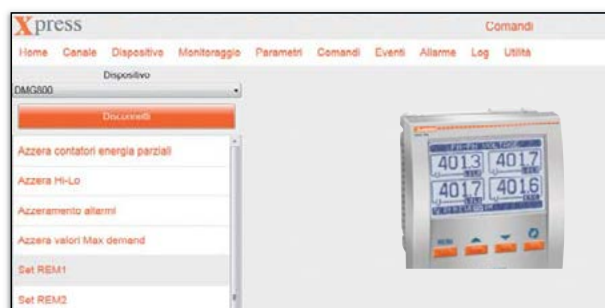 Xpress
Comandi
Home Canale Dispositivo Monitoraggio Parametri Comandi Eventi Allarme Log Utilità
Dispositivo
DMG800
Disconnetti
Azzera contatori energia parziali
Azzera Hi-Lo
Azzeramento allarmi
Azzera valori Max demand
Set REM1
Set REM2
VOLTAGE
401.3 401.7
401.7 401.6
MENU